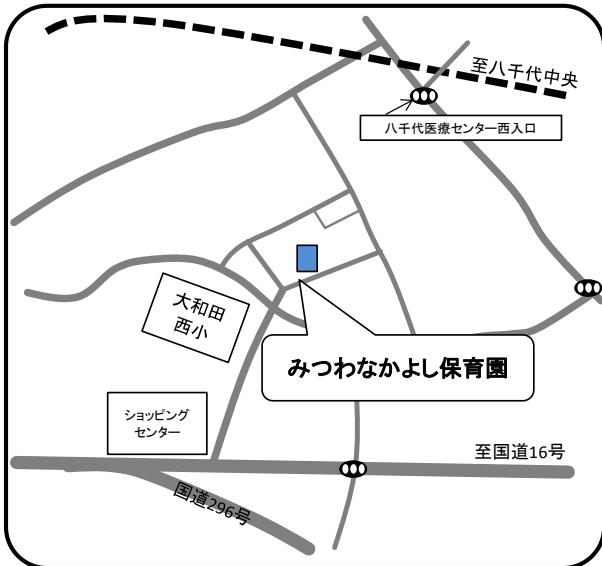 至八千代中央
八千代医療センター西入口
大和田
西小
みつわなかよし保育園
ショッピング
センター
至国道16号
国道296号